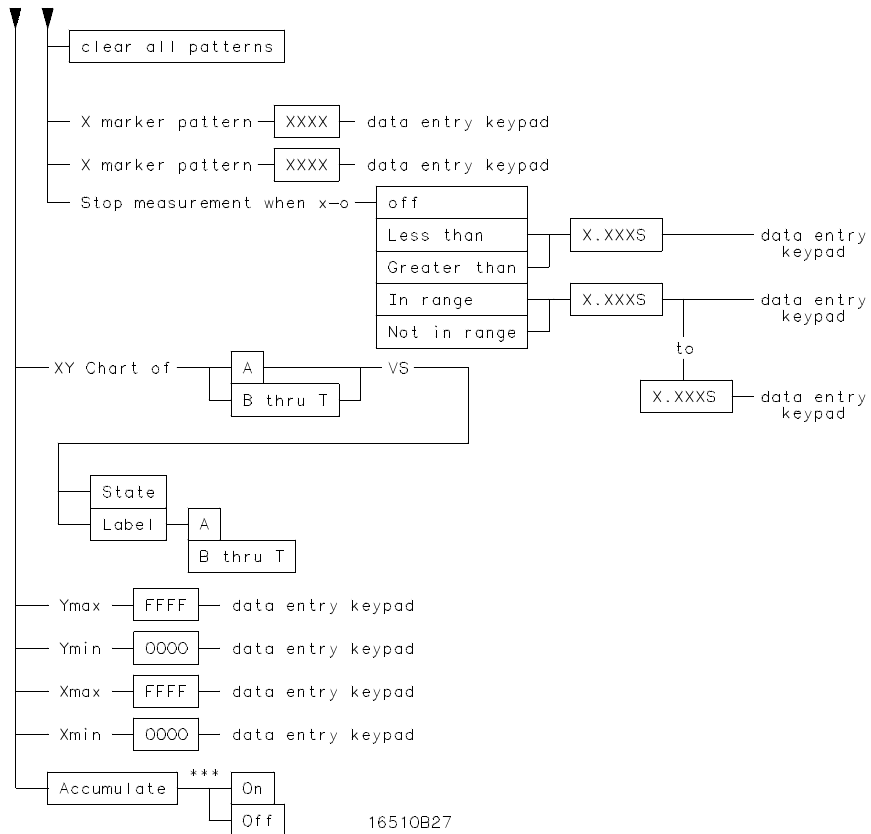 clear all patterns
X marker pattern XXXX data entry keypad
X marker pattern XXXX data entry keypad
Stop measurement when x-o off
Less than X.XXXS data entry
keypad
Greater than
In range X.XXXS data entry
keypad
Not in range
to
X.XXXS data entry
keypad
XY Chart of A VS
B thru T
State
Label A
B thru T
Ymax FFFF data entry keypad
Ymin 0000 data entry keypad
Xmax FFFF data entry keypad
Xmin 0000 data entry keypad
Accumulate *** On
Off
16510B27